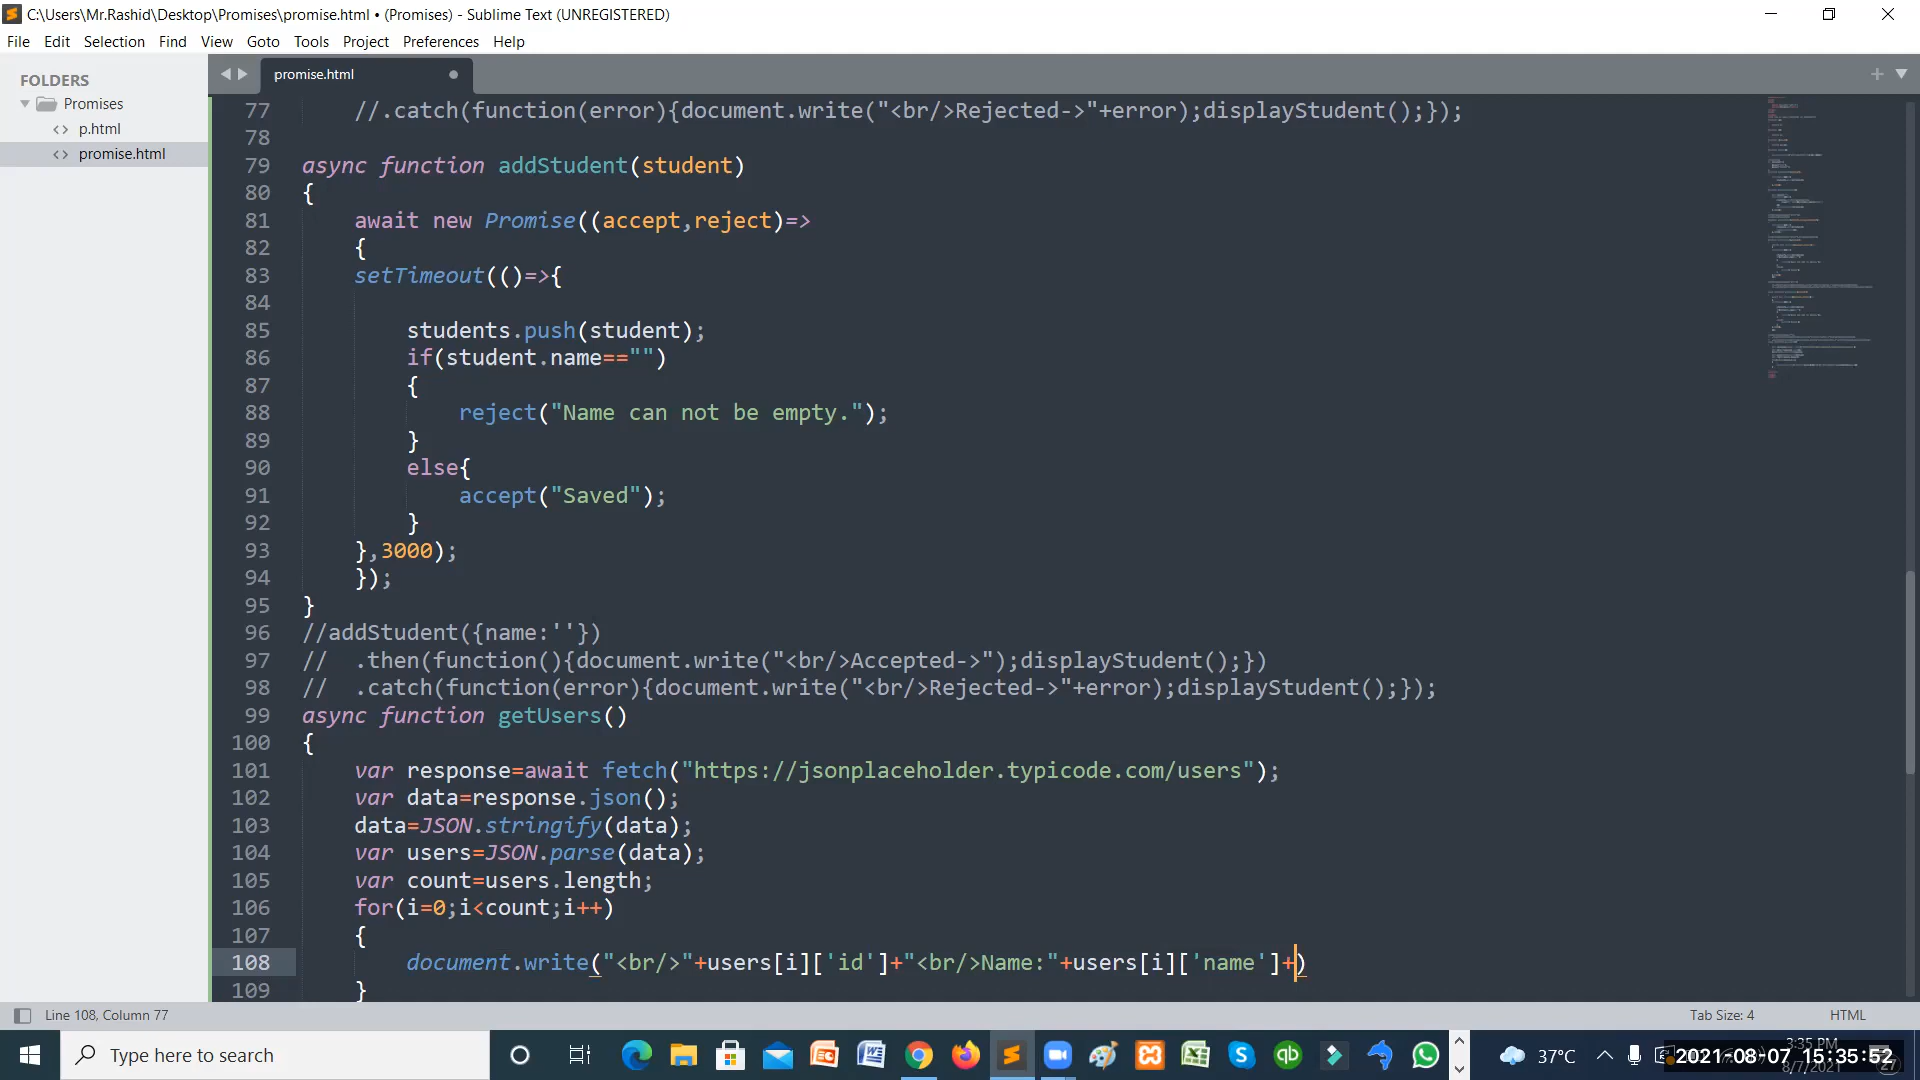 C:\Users\Mr.Rashid\Desktop\Promises\promise.html • (Promises) - Sublime Text (UNREGISTERED)
File Edit Selection Find View Goto Tools Project Preferences Help
FOLDERS
Promises
p.html
promise.html
promise.html
77 //.catch(function(error){document.write("<br/>Rejected->"+error);displayStudent();});
78
79 async function addStudent(student)
80 {
81 await new Promise((accept,reject)=>
82 {
83 setTimeout(()=>{
84
85 students.push(student);
86 if(student.name=="")
87 {
88 reject("Name can not be empty.");
89 }
90 else{
91 accept("Saved");
92 }
93 },3000);
94 });
95 }
96 //addStudent({name:''})
97 // .then(function(){document.write("<br/>Accepted->");displayStudent();})
98 // .catch(function(error){document.write("<br/>Rejected->"+error);displayStudent();});
99 async function getUsers()
100 {
101 var response=await fetch("https://jsonplaceholder.typicode.com/users");
102 var data=response.json();
103 data=JSON.stringify(data);
104 var users=JSON.parse(data);
105 var count=users.length;
106 for(i=0;i<count;i++)
107 {
108 document.write("<br/>"+users[i]['id']+"<br/>Name:"+users[i]['name']+)
109 }
Line 108, Column 77
Tab Size: 4
HTML
Type here to search
37°C
3:35 PM
2021-08-07 15:35:52